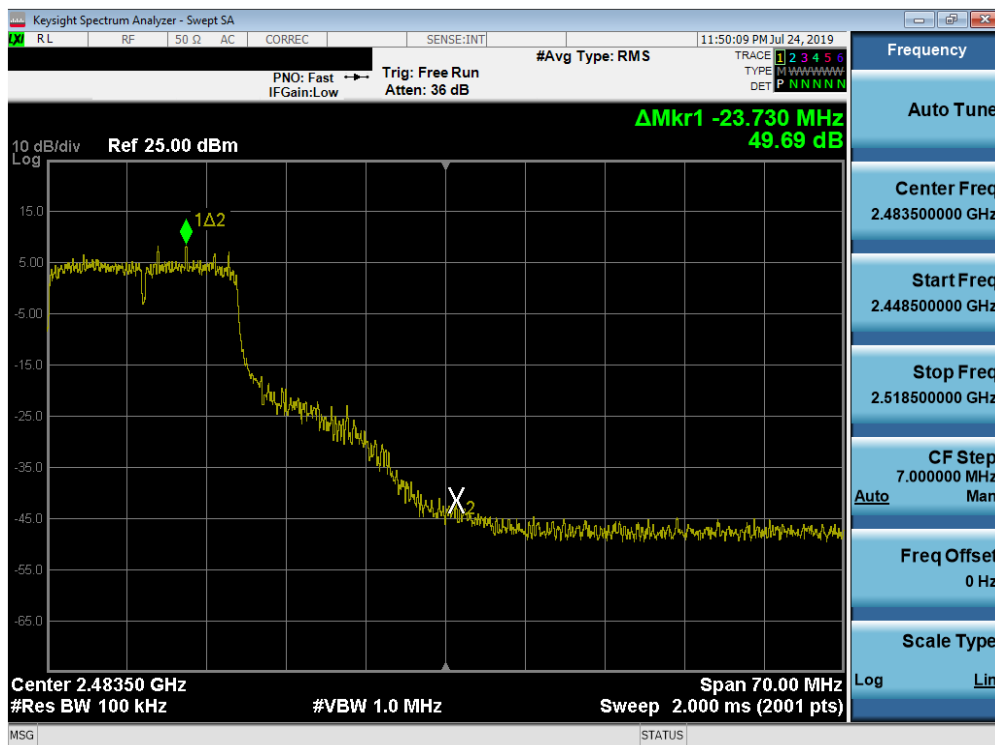 Keysight Spectrum Analyzer - Swept SA
LXI RL RF 50 Ω AC CORREC SENSE:INT 11:50:09 PM Jul 24, 2019
PNO: Fast
IFGain:Low
Trig: Free Run
Atten: 36 dB
#Avg Type: RMS
TRACE 1 2 3 4 5 6
TYPE M WWWWW
DET P N N N N N
ΔMkr1 -23.730 MHz
49.69 dB
10 dB/div Ref 25.00 dBm
Log
15.0
5.00
-5.00
-15.0
-25.0
-35.0
-45.0
-55.0
-65.0
1Δ2
X2
Center 2.48350 GHz Span 70.00 MHz
#Res BW 100 kHz #VBW 1.0 MHz Sweep 2.000 ms (2001 pts)
MSG STATUS
Frequency
Auto Tune
Center Freq
2.483500000 GHz
Start Freq
2.448500000 GHz
Stop Freq
2.518500000 GHz
CF Step
7.000000 MHz
Auto Man
Freq Offset
0 Hz
Scale Type
Log Lin